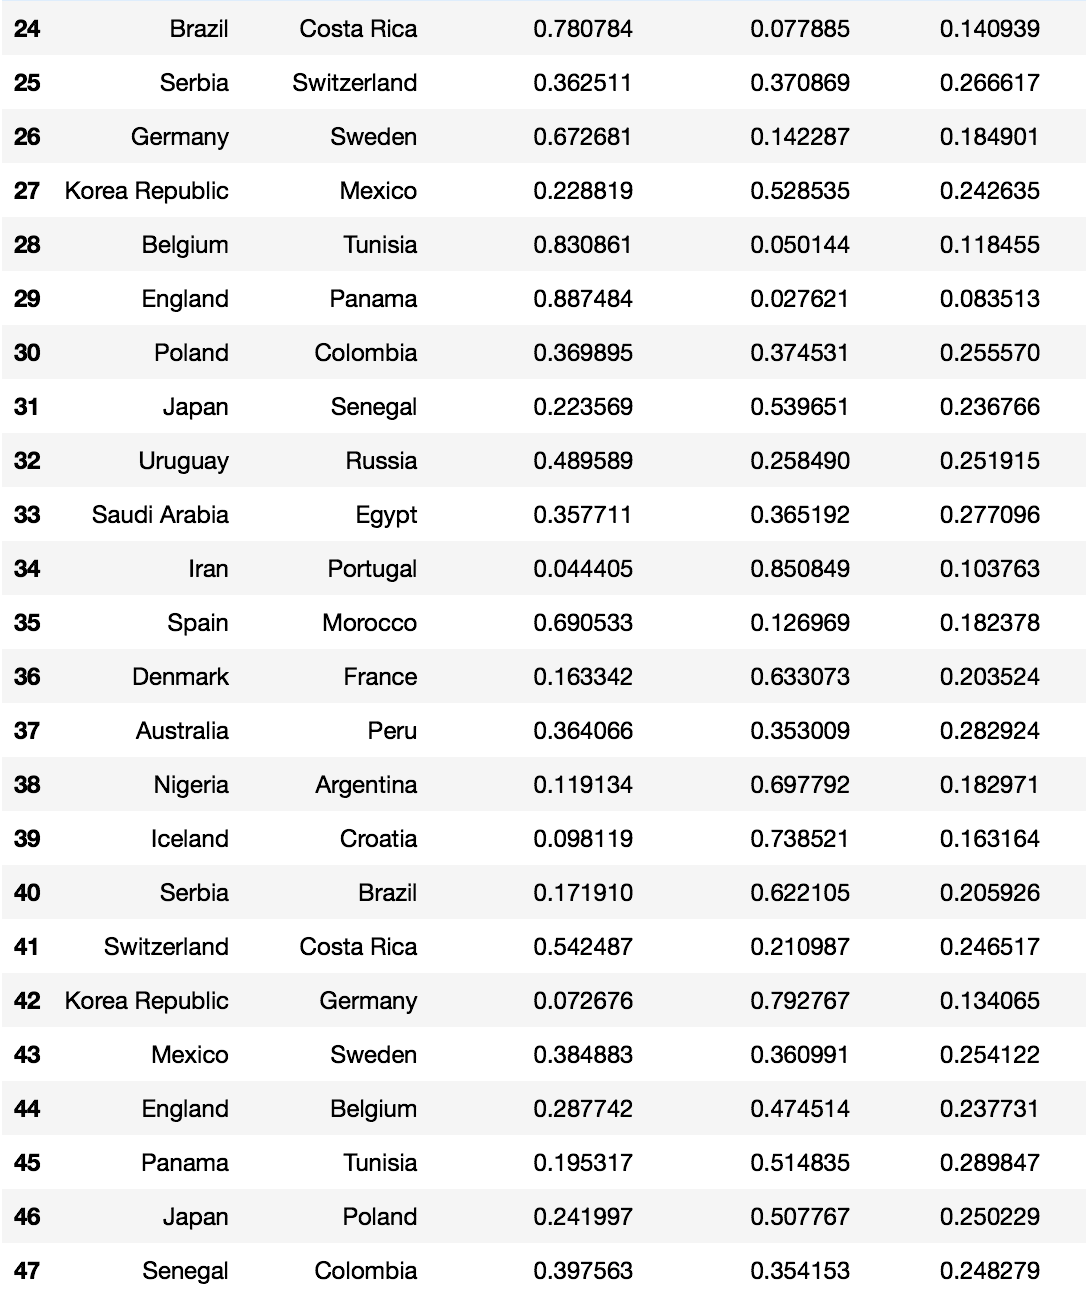 24 Brazil Costa Rica 0.780784 0.077885 0.140939
25 Serbia Switzerland 0.362511 0.370869 0.266617
26 Germany Sweden 0.672681 0.142287 0.184901
27 Korea Republic Mexico 0.228819 0.528535 0.242635
28 Belgium Tunisia 0.830861 0.050144 0.118455
29 England Panama 0.887484 0.027621 0.083513
30 Poland Colombia 0.369895 0.374531 0.255570
31 Japan Senegal 0.223569 0.539651 0.236766
32 Uruguay Russia 0.489589 0.258490 0.251915
33 Saudi Arabia Egypt 0.357711 0.365192 0.277096
34 Iran Portugal 0.044405 0.850849 0.103763
35 Spain Morocco 0.690533 0.126969 0.182378
36 Denmark France 0.163342 0.633073 0.203524
37 Australia Peru 0.364066 0.353009 0.282924
38 Nigeria Argentina 0.119134 0.697792 0.182971
39 Iceland Croatia 0.098119 0.738521 0.163164
40 Serbia Brazil 0.171910 0.622105 0.205926
41 Switzerland Costa Rica 0.542487 0.210987 0.246517
42 Korea Republic Germany 0.072676 0.792767 0.134065
43 Mexico Sweden 0.384883 0.360991 0.254122
44 England Belgium 0.287742 0.474514 0.237731
45 Panama Tunisia 0.195317 0.514835 0.289847
46 Japan Poland 0.241997 0.507767 0.250229
47 Senegal Colombia 0.397563 0.354153 0.248279